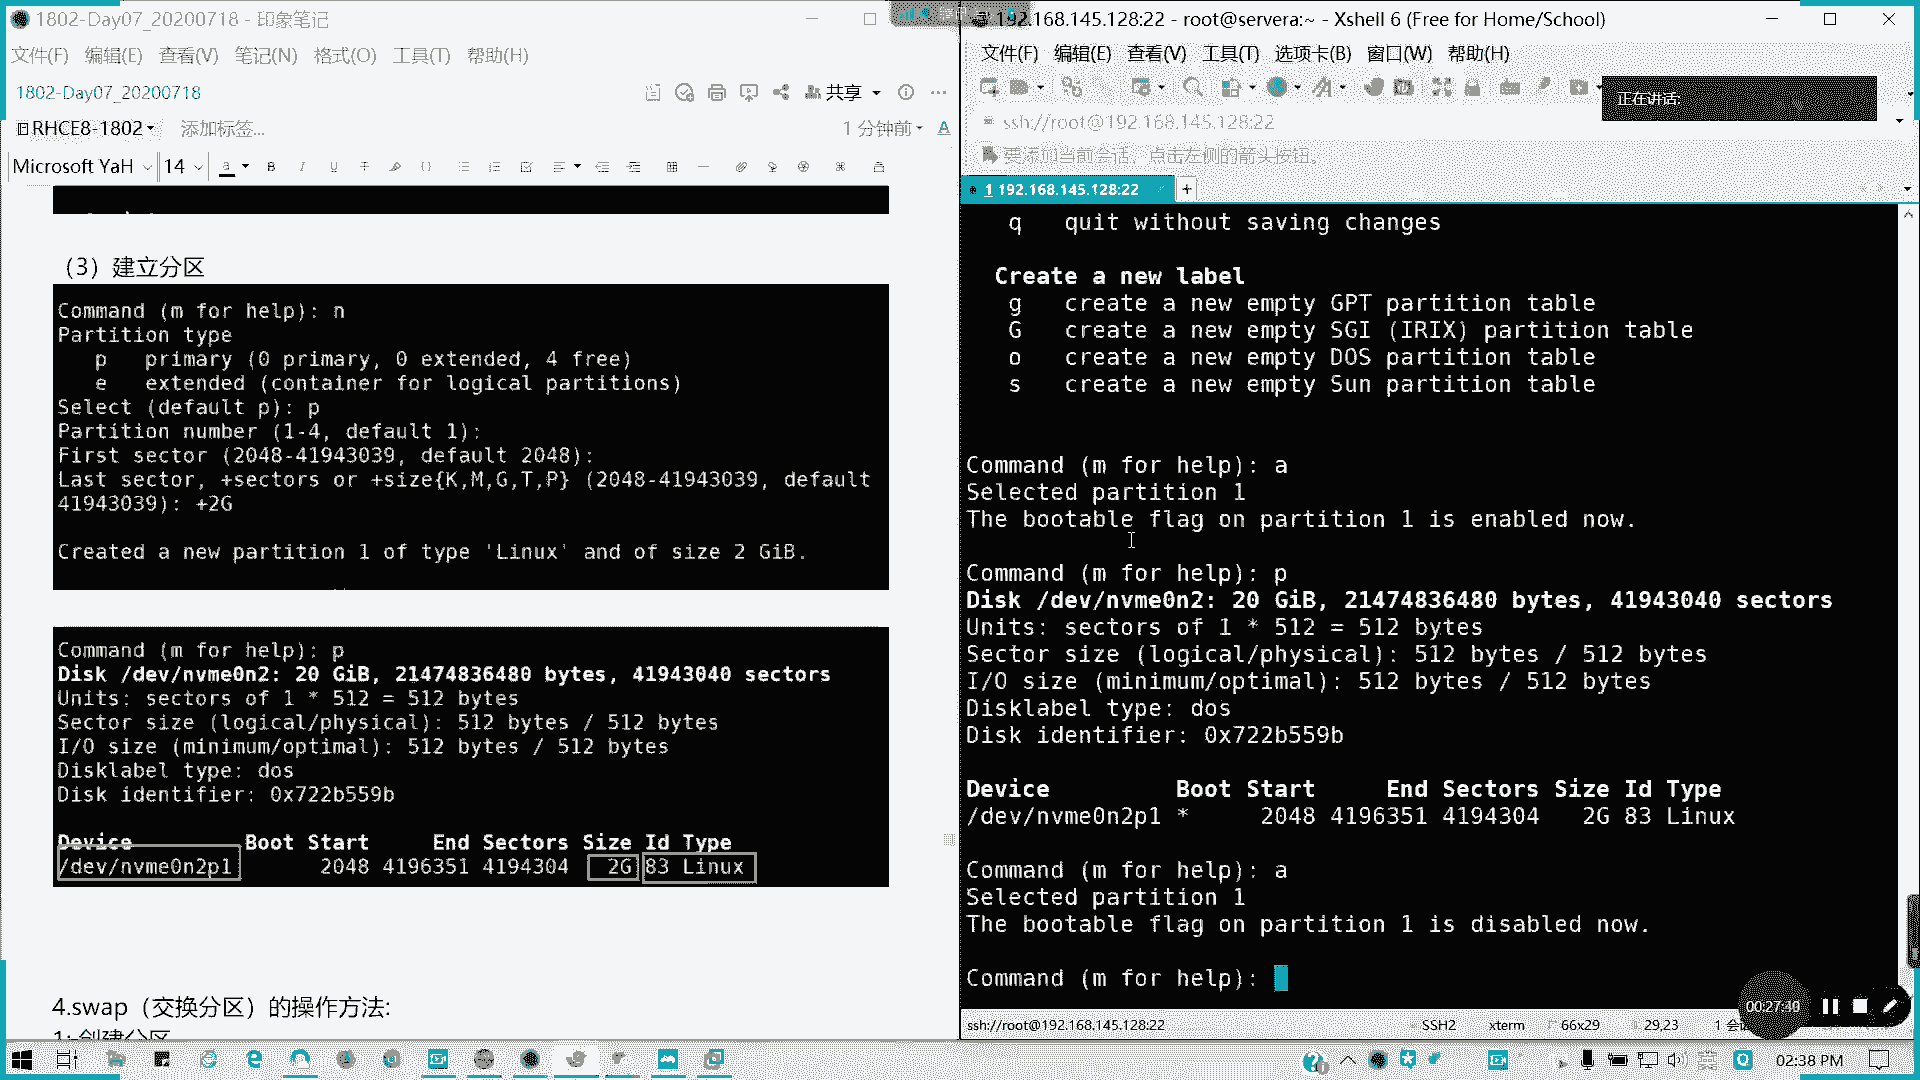 1802-Day07_20200718 - 印象笔记
文件(F) 编辑(E) 查看(V) 笔记(N) 格式(O) 工具(T) 帮助(H)
1802-Day07_20200718
共享
RHCE8-1802 添加标签...
1 分钟前
Microsoft YaH 14
（3）建立分区
Command (m for help): n
Partition type
p primary (0 primary, 0 extended, 4 free)
e extended (container for logical partitions)
Select (default p): p
Partition number (1-4, default 1):
First sector (2048-41943039, default 2048):
Last sector, +sectors or +size{K,M,G,T,P} (2048-41943039, default
41943039): +2G
Created a new partition 1 of type 'Linux' and of size 2 GiB.
Command (m for help): p
Disk /dev/nvme0n2: 20 GiB, 21474836480 bytes, 41943040 sectors
Units: sectors of 1 * 512 = 512 bytes
Sector size (logical/physical): 512 bytes / 512 bytes
I/O size (minimum/optimal): 512 bytes / 512 bytes
Disklabel type: dos
Disk identifier: 0x722b559b
Device Boot Start End Sectors Size Id Type
/dev/nvme0n2p1 2048 4196351 4194304 2G 83 Linux
4.swap（交换分区）的操作方法:
1: 创建分区
192.168.145.128:22 - root@servera:~ - Xshell 6 (Free for Home/School)
文件(F) 编辑(E) 查看(V) 工具(T) 选项卡(B) 窗口(W) 帮助(H)
正在讲话:
ssh://root@192.168.145.128:22
要添加当前会话，点击左侧的箭头按钮。
1 192.168.145.128:22
q quit without saving changes
Create a new label
g create a new empty GPT partition table
G create a new empty SGI (IRIX) partition table
o create a new empty DOS partition table
s create a new empty Sun partition table
Command (m for help): a
Selected partition 1
The bootable flag on partition 1 is enabled now.
Command (m for help): p
Disk /dev/nvme0n2: 20 GiB, 21474836480 bytes, 41943040 sectors
Units: sectors of 1 * 512 = 512 bytes
Sector size (logical/physical): 512 bytes / 512 bytes
I/O size (minimum/optimal): 512 bytes / 512 bytes
Disklabel type: dos
Disk identifier: 0x722b559b
Device Boot Start End Sectors Size Id Type
/dev/nvme0n2p1 * 2048 4196351 4194304 2G 83 Linux
Command (m for help): a
Selected partition 1
The bootable flag on partition 1 is disabled now.
Command (m for help):
00:27:40
ssh://root@192.168.145.128:22 SSH2 xterm 66x29 29,23
02:38 PM